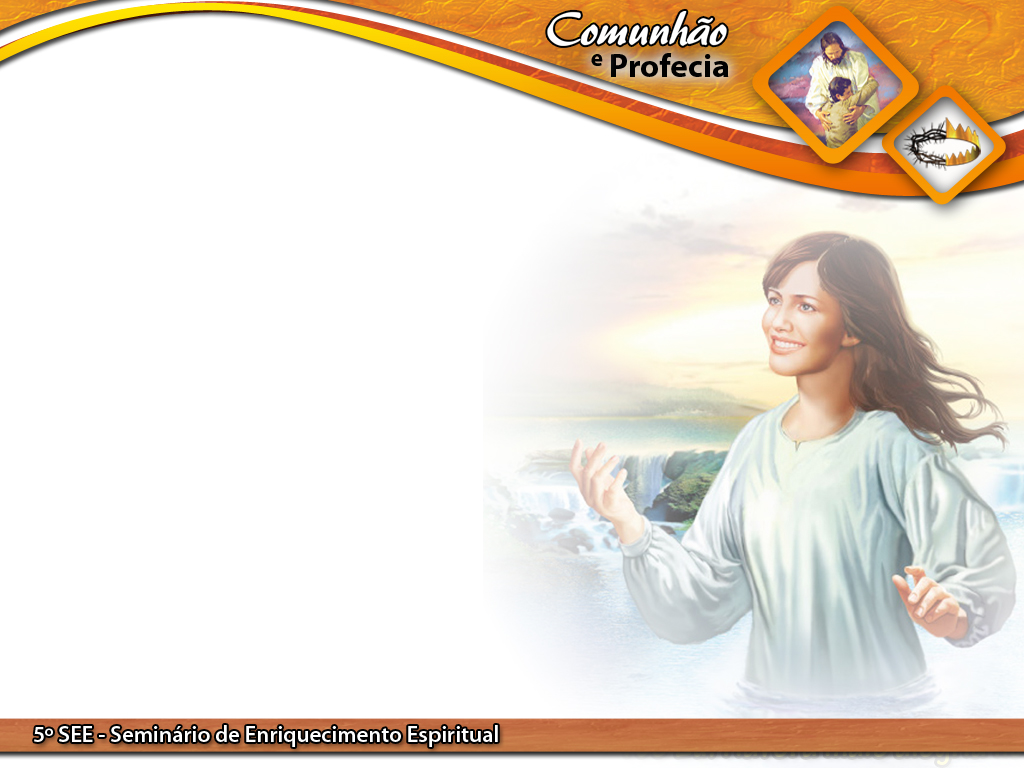 Comunhão
e Profecia
5º SEE - Seminário de Enriquecimento Espiritual